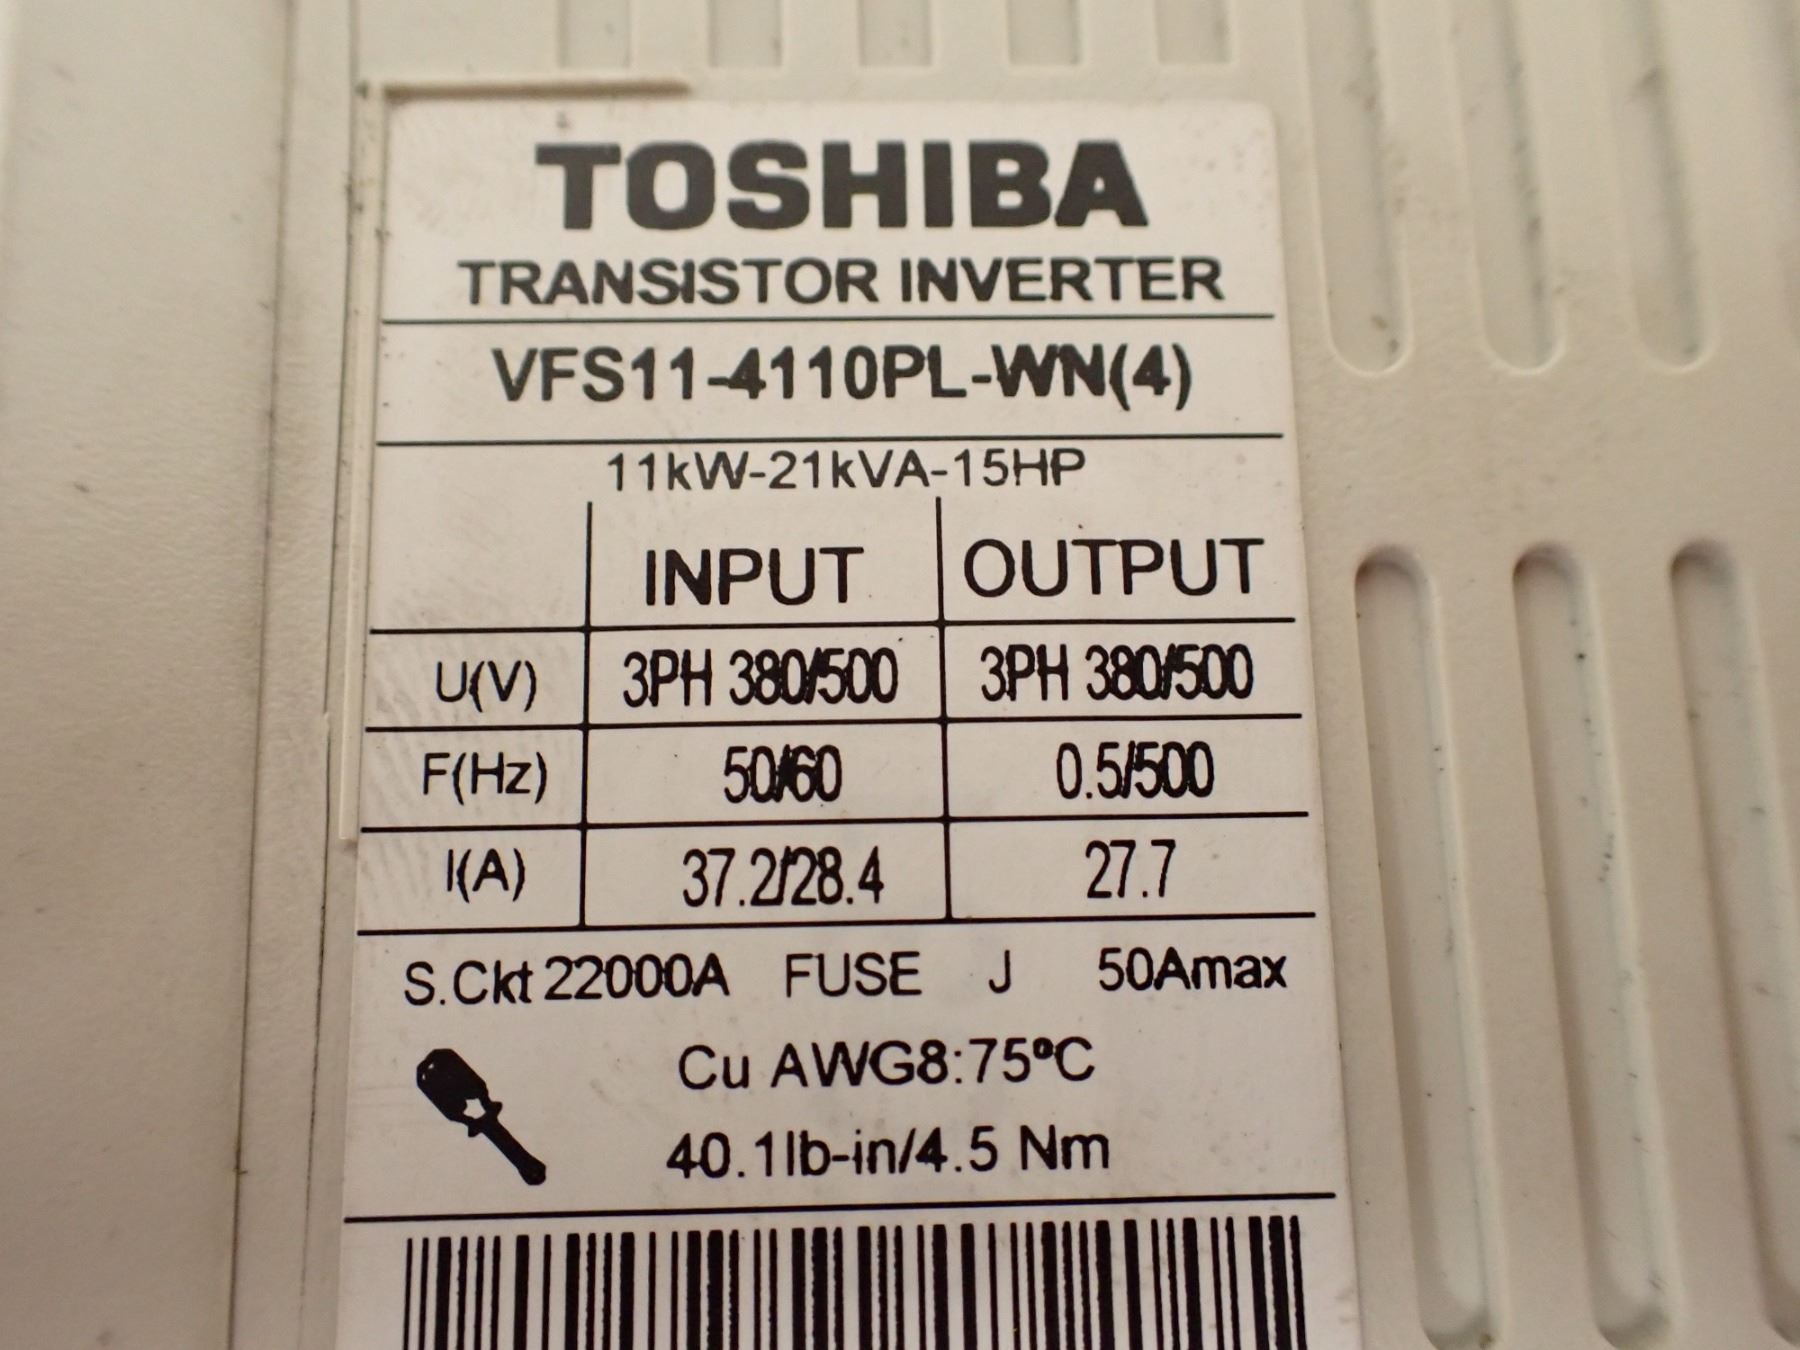 TOSHIBA
TRANSISTOR INVERTER
VFS11-4110PL-WN(4)
11kW-21kVA-15HP
INPUT OUTPUT
U(V) 3PH 380/500 3PH 380/500
F(Hz) 50/60 0.5/500
I(A) 37.2/28.4 27.7
S.Ckt 22000A FUSE J 50Amax
Cu AWG8:75ºC
40.1lb-in/4.5 Nm